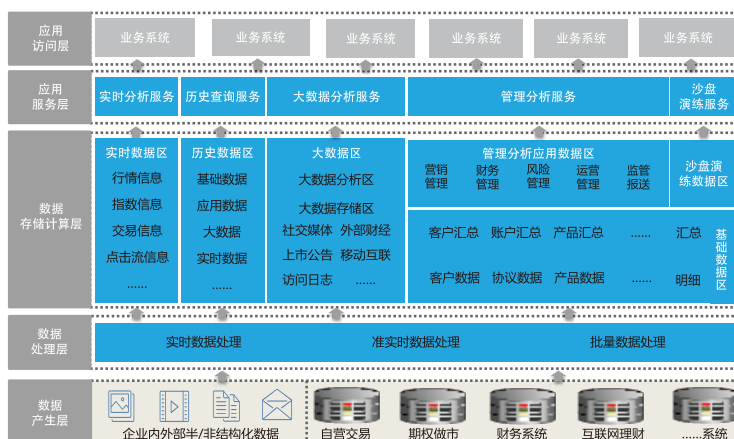 应用
访问层
业务系统 业务系统 业务系统 业务系统 业务系统 业务系统
应用
服务层
实时分析服务 历史查询服务 大数据分析服务 管理分析服务 沙盘
演练服务
数据
存储计算层
实时数据区
行情信息
指数信息
交易信息
点击流信息
......
历史数据区
基础数据
应用数据
大数据
实时数据
......
大数据区
大数据分析区
大数据存储区
社交媒体 外部财经
上市公告 移动互联
访问日志 ......
管理分析应用数据区
营销
管理
财务
管理
风险
管理
运营
管理
监管
报送
沙盘演
练数据区
客户汇总 账户汇总 产品汇总 ...... 汇总
客户数据 协议数据 产品数据 ...... 明细
基础数据区
数据
处理层
实时数据处理 准实时数据处理 批量数据处理
数据
产生层
企业内外部半/非结构化数据 自营交易 期权做市 财务系统 互联网理财 ......系统